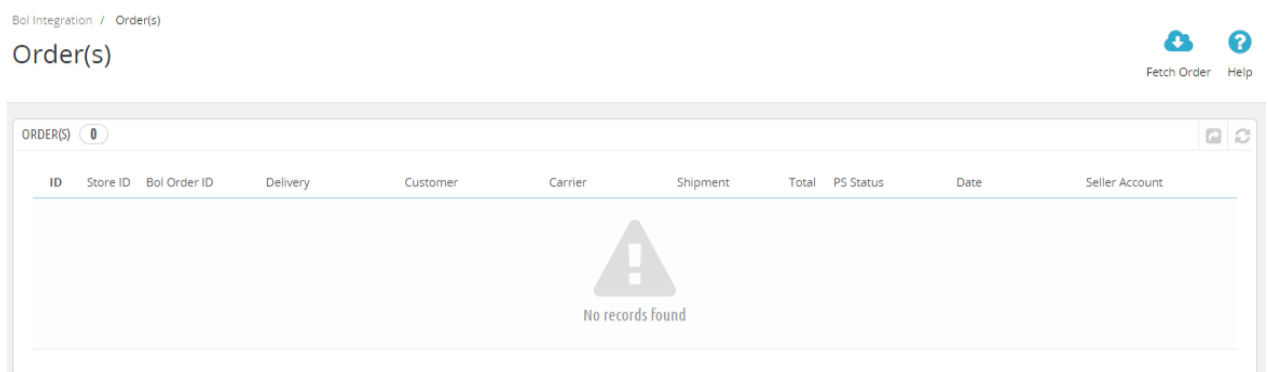 Bol Integration / Order(s)
Order(s)
Fetch Order Help
ORDER(S) 0
ID Store ID Bol Order ID Delivery Customer Carrier Shipment Total PS Status Date Seller Account
No records found